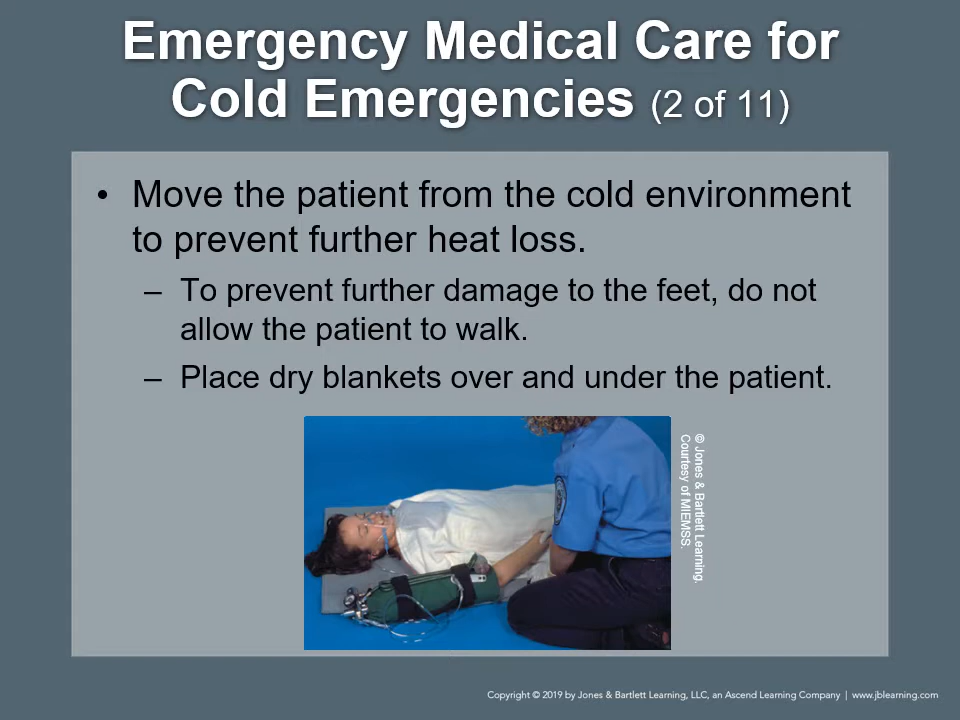 Emergency Medical Care for
Cold Emergencies (2 of 11)
• Move the patient from the cold environment
to prevent further heat loss.
– To prevent further damage to the feet, do not
allow the patient to walk.
– Place dry blankets over and under the patient.
© Jones & Bartlett Learning.
Courtesy of MIEMSS.
Copyright © 2019 by Jones & Bartlett Learning, LLC, an Ascend Learning Company | www.jblearning.com